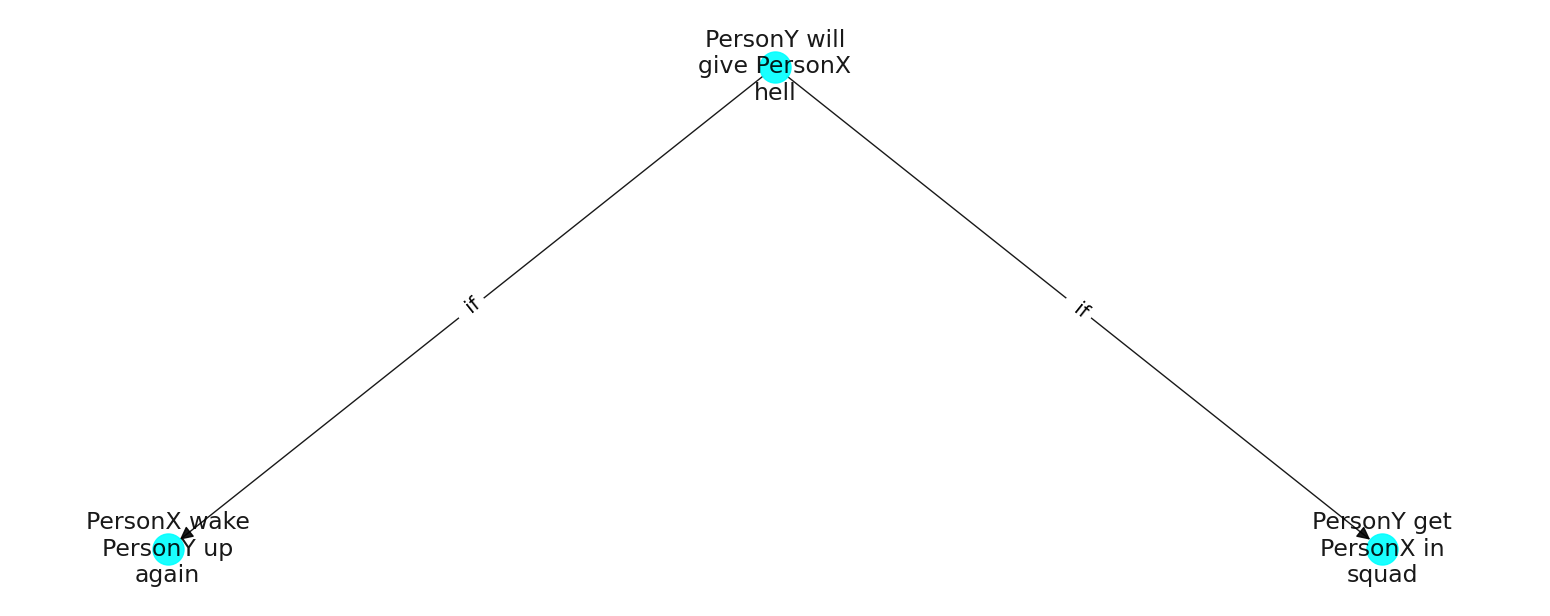 PersonY will
give PersonX
hell
if
if
PersonX wake
PersonY up
again
PersonY get
PersonX in
squad